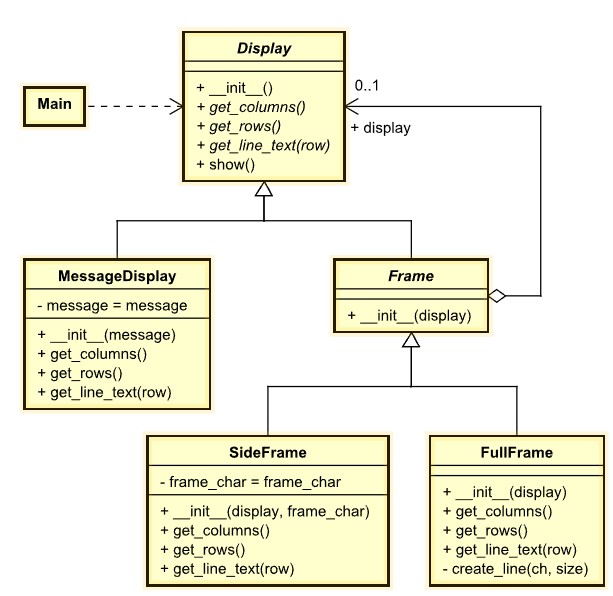 Display
+ __init__()
+ get_columns()
+ get_rows()
+ get_line_text(row)
+ show()
Main
0..1
+ display
MessageDisplay
- message = message
+ __init__(message)
+ get_columns()
+ get_rows()
+ get_line_text(row)
Frame
+ __init__(display)
SideFrame
- frame_char = frame_char
+ __init__(display, frame_char)
+ get_columns()
+ get_rows()
+ get_line_text(row)
FullFrame
+ __init__(display)
+ get_columns()
+ get_rows()
+ get_line_text(row)
- create_line(ch, size)